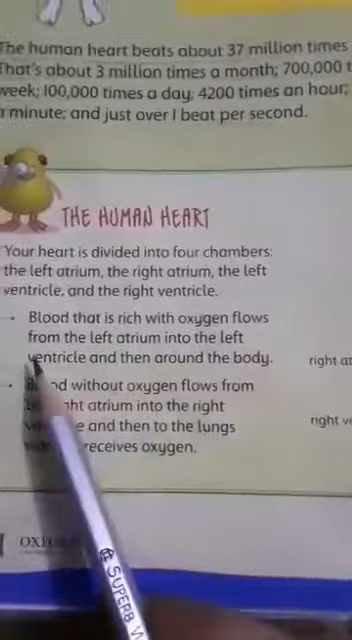 The human heart beats about 37 million times
That's about 3 million times a month; 700,000 t
week; 100,000 times a day; 4200 times an hour;
a minute; and just over 1 beat per second.
THE HUMAN HEART
Your heart is divided into four chambers:
the left atrium, the right atrium, the left
ventricle, and the right ventricle.
• Blood that is rich with oxygen flows
from the left atrium into the left
ventricle and then around the body.
right at
• without oxygen flows from
atrium into the right
and then to the lungs
right ve
receives oxygen.
OXFO
SUPERB